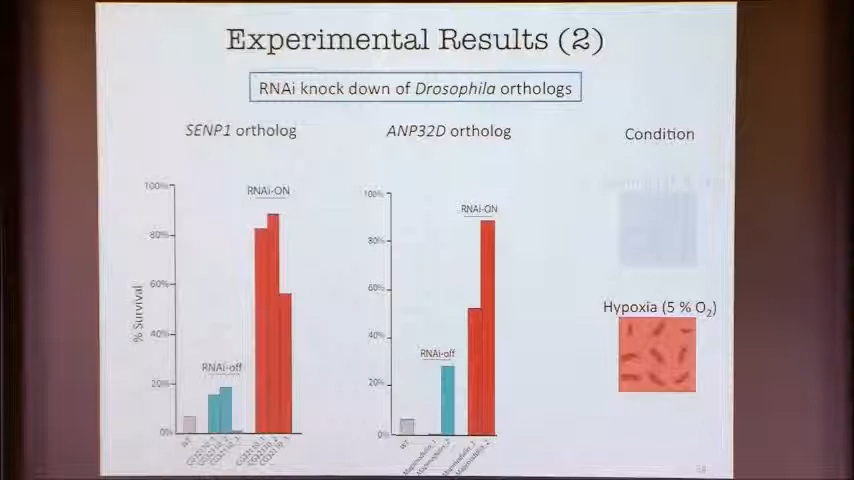 Experimental Results (2)
RNAi knock down of Drosophila orthologs
SENP1 ortholog
ANP32D ortholog
Condition
100%
80%
60%
40%
20%
0%
% Survival
RNAi-off
RNAi-ON
WT
100%
80%
60%
40%
20%
0%
RNAi-off
RNAi-ON
WT
Hypoxia (5 % O2)